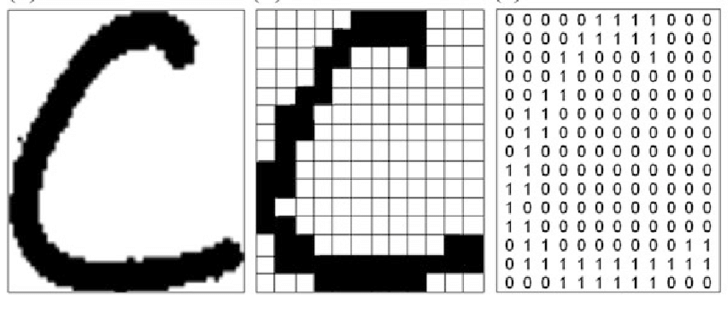 C
0 0 0 0 0 1 1 1 1 0 0 0
0 0 0 0 1 1 1 1 1 0 0 0
0 0 0 1 1 0 0 0 1 0 0 0
0 0 0 1 0 0 0 0 0 0 0 0
0 0 1 1 0 0 0 0 0 0 0 0
0 1 1 0 0 0 0 0 0 0 0 0
0 1 1 0 0 0 0 0 0 0 0 0
0 1 0 0 0 0 0 0 0 0 0 0
1 1 0 0 0 0 0 0 0 0 0 0
1 1 0 0 0 0 0 0 0 0 0 0
1 0 0 0 0 0 0 0 0 0 0 0
1 1 0 0 0 0 0 0 0 0 0 0
0 1 1 0 0 0 0 0 0 0 1 1
0 1 1 1 1 1 1 1 1 1 1 1
0 0 0 1 1 1 1 1 1 0 0 0